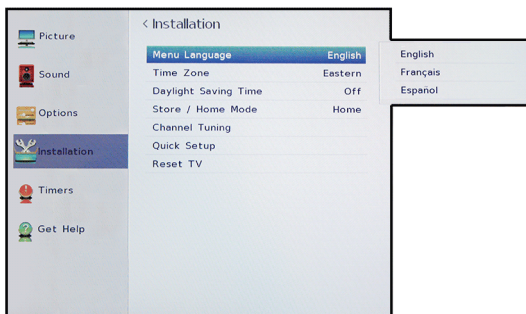 Picture
Sound
Options
Installation
Timers
Get Help
< Installation
Menu Language English
Time Zone Eastern
Daylight Saving Time Off
Store / Home Mode Home
Channel Tuning
Quick Setup
Reset TV
English
Français
Español